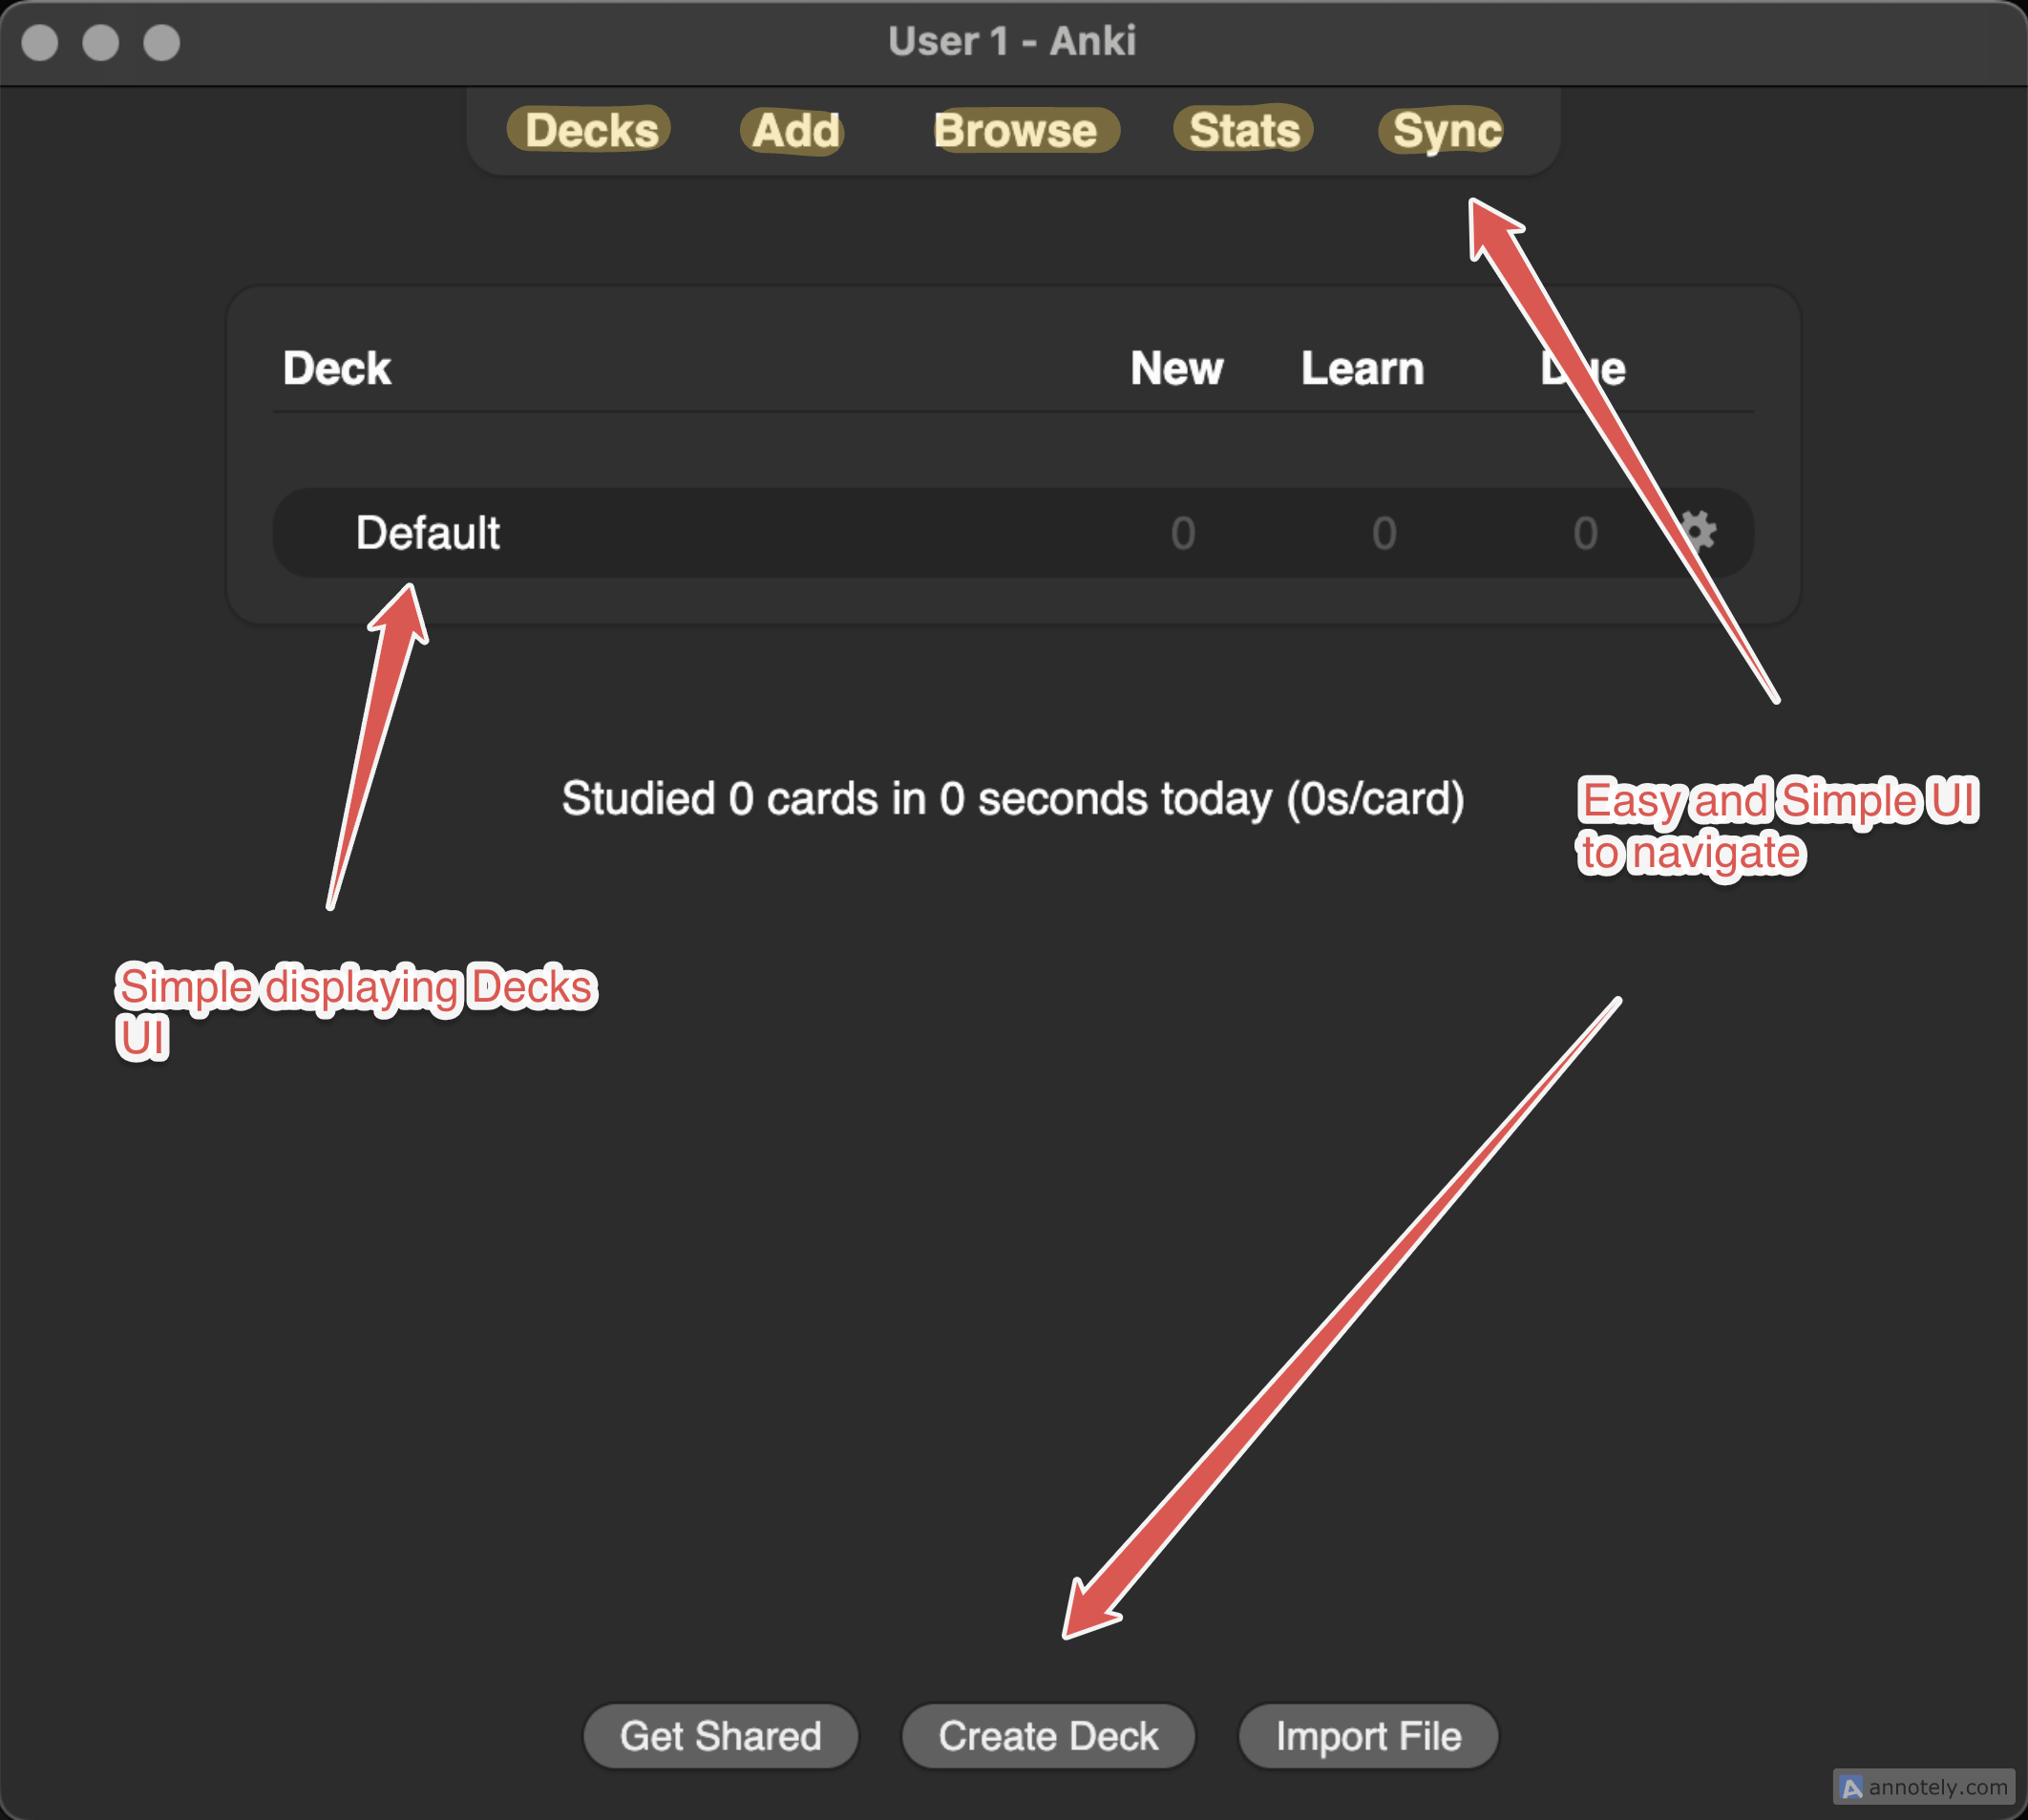 User 1 - Anki
Decks Add Browse Stats Sync
Deck New Learn Due
Default 0 0 0
Studied 0 cards in 0 seconds today (0s/card)
Easy and Simple UI
to navigate
Simple displaying Decks
UI
Get Shared Create Deck Import File
annotely.com